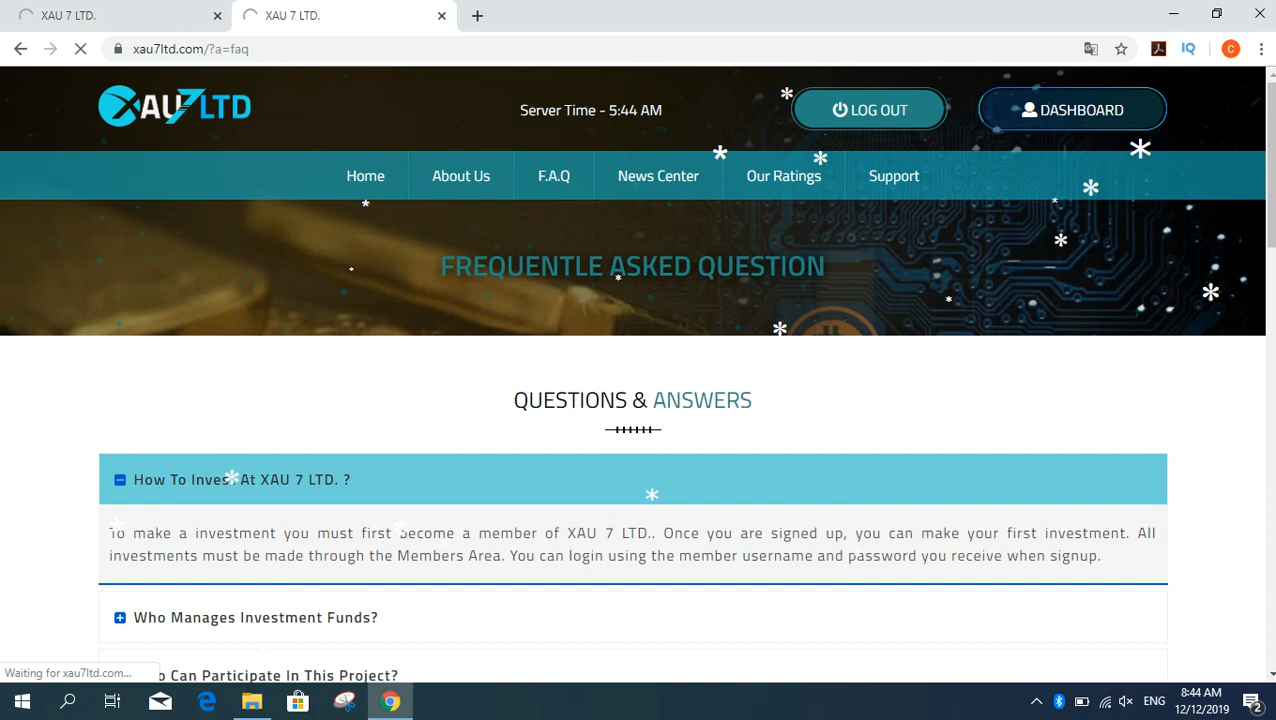 XAU 7 LTD.
XAU 7 LTD.
xau7ltd.com/?a=faq
IQ
C
XAU7LTD
Server Time - 5:44 AM
LOG OUT
DASHBOARD
Home
About Us
F.A.Q
News Center
Our Ratings
Support
FREQUENTLE ASKED QUESTION
QUESTIONS & ANSWERS
How To Invest At XAU 7 LTD. ?
To make a investment you must first become a member of XAU 7 LTD.. Once you are signed up, you can make your first investment. All
investments must be made through the Members Area. You can login using the member username and password you receive when signup.
Who Manages Investment Funds?
o Can Participate In This Project?
Waiting for xau7ltd.com...
ENG
8:44 AM
12/12/2019
2